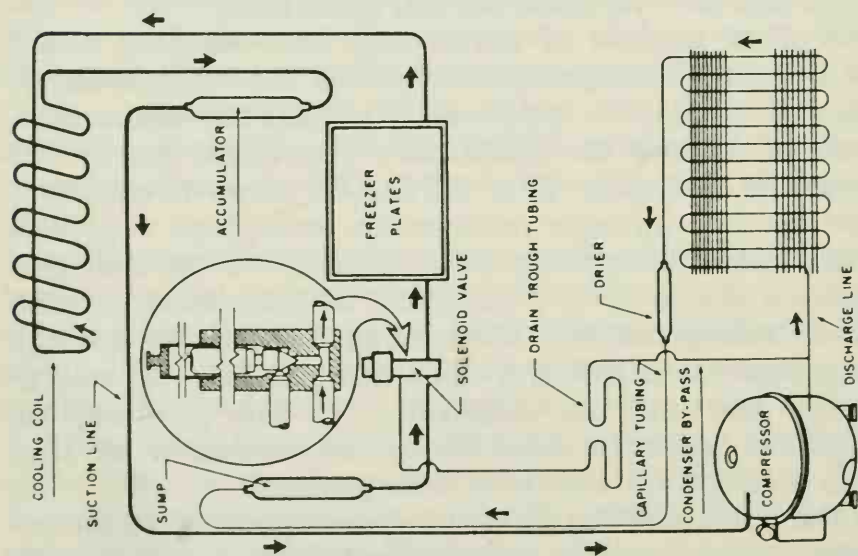 COOLING COIL
SUCTION LINE
ACCUMULATOR
SUMP
FREEZER
PLATES
SOLENOID VALVE
DRAIN TROUGH TUBING
DRIER
CAPILLARY TUBING
CONDENSER BY-PASS
COMPRESSOR
DISCHARGE LINE